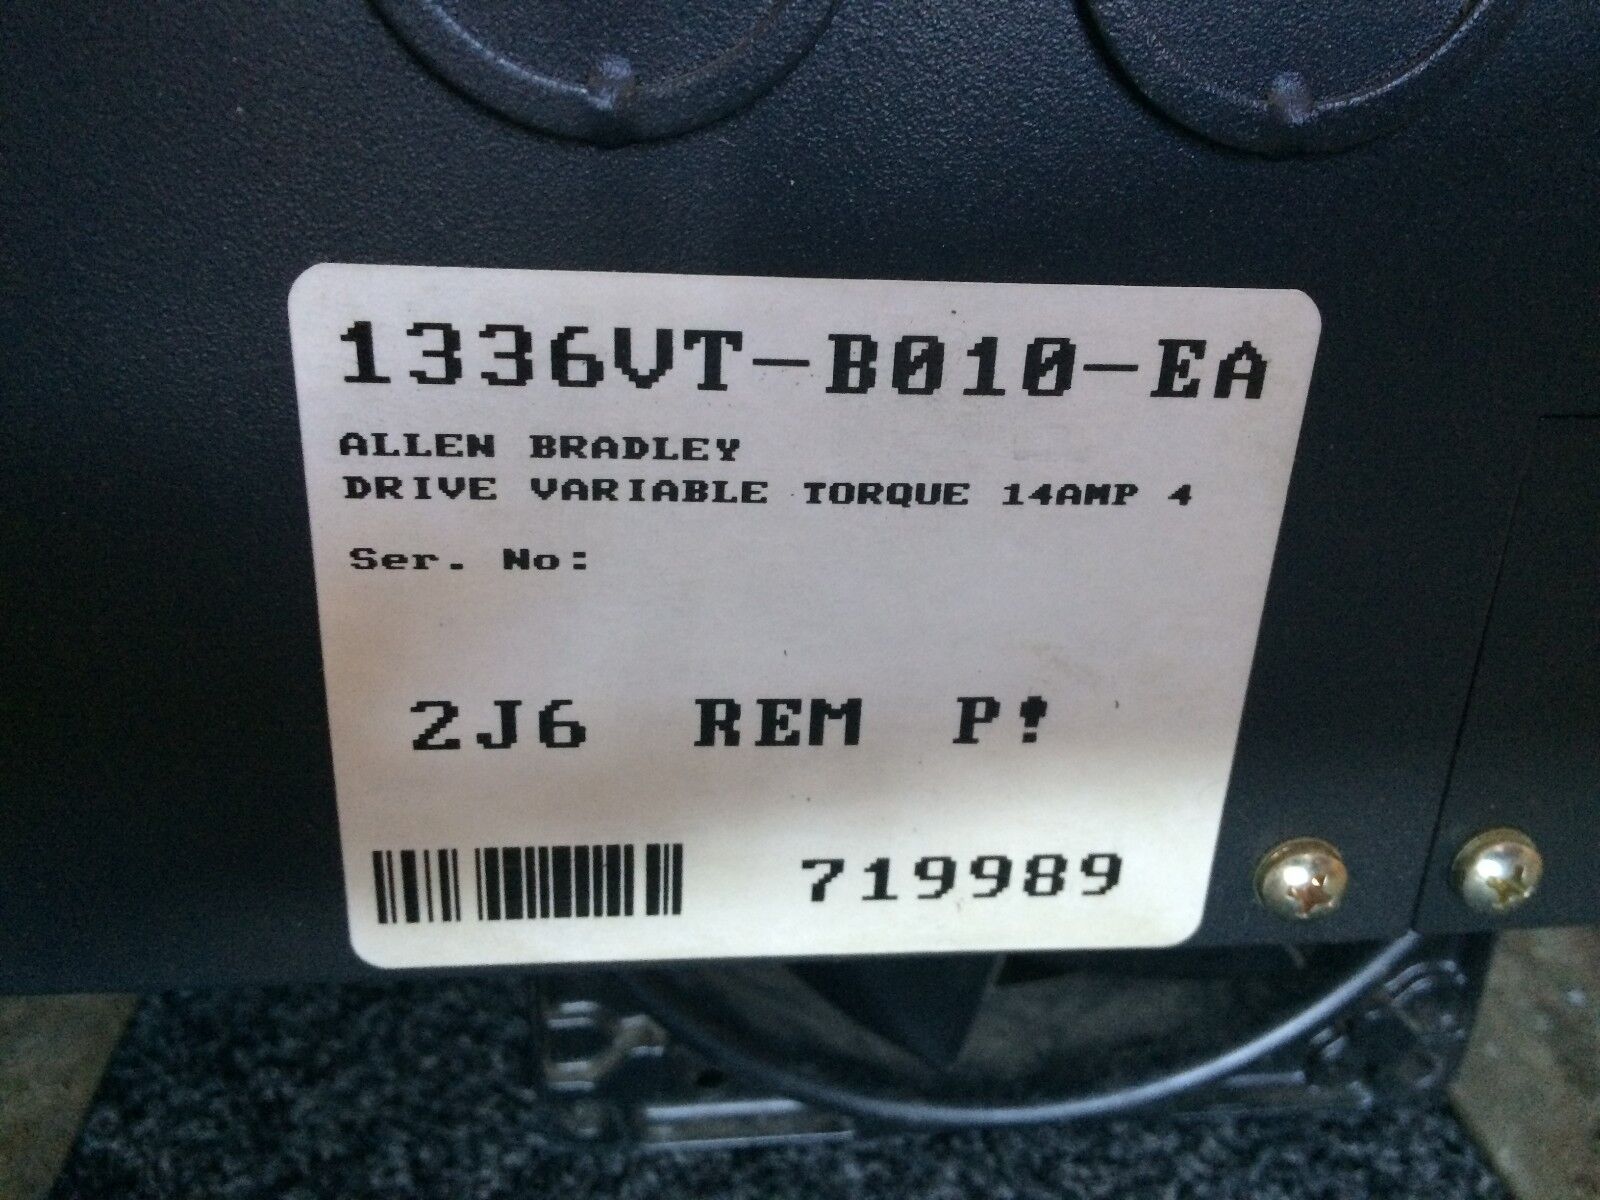 1336VT-B010-EA
ALLEN BRADLEY
DRIVE VARIABLE TORQUE 14AMP 4
Ser. No:
2J6 REM P!
719989